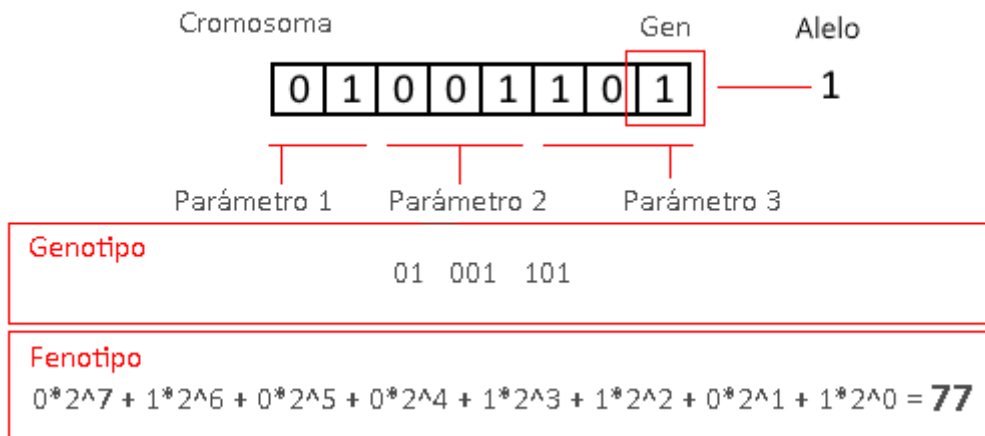 Cromosoma Gen Alelo
0 1 0 0 1 1 0 1 1
Parámetro 1 Parámetro 2 Parámetro 3
Genotipo
01 001 101
Fenotipo
0*2^7 + 1*2^6 + 0*2^5 + 0*2^4 + 1*2^3 + 1*2^2 + 0*2^1 + 1*2^0 = 77